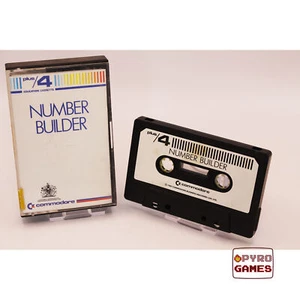 plus/4
NUMBER
BUILDER
commodore
plus/4
NUMBER BUILDER
commodore
PYRO
GAMES